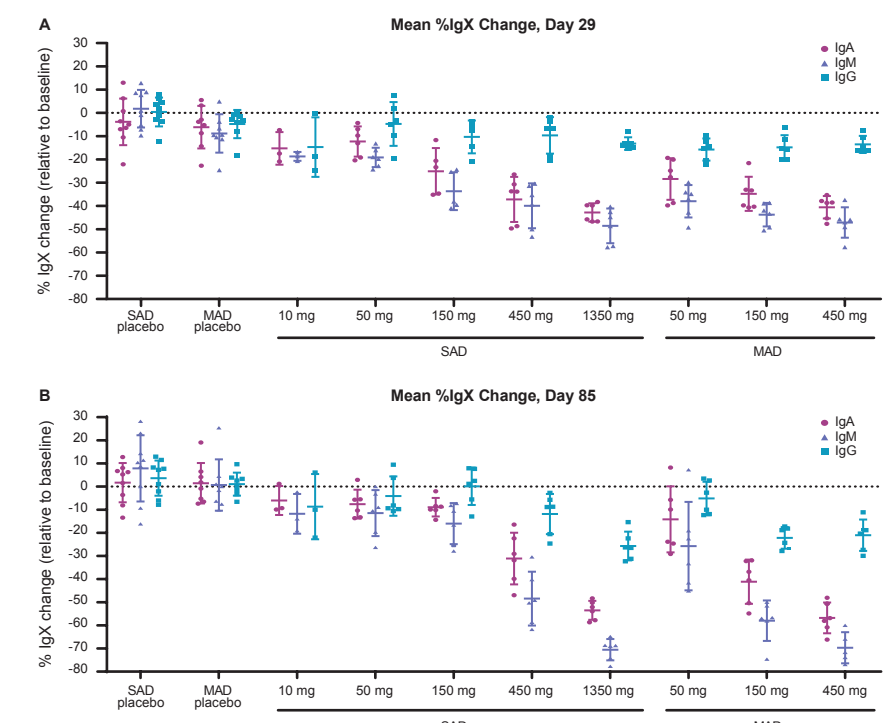 A
Mean %IgX Change, Day 29
% IgX change (relative to baseline)
30
20
10
0
-10
-20
-30
-40
-50
-60
-70
-80
IgA
IgM
IgG
SAD placebo
MAD placebo
10 mg
50 mg
150 mg
450 mg
1350 mg
50 mg
150 mg
450 mg
SAD
MAD
B
Mean %IgX Change, Day 85
% IgX change (relative to baseline)
30
20
10
0
-10
-20
-30
-40
-50
-60
-70
-80
IgA
IgM
IgG
SAD placebo
MAD placebo
10 mg
50 mg
150 mg
450 mg
1350 mg
50 mg
150 mg
450 mg